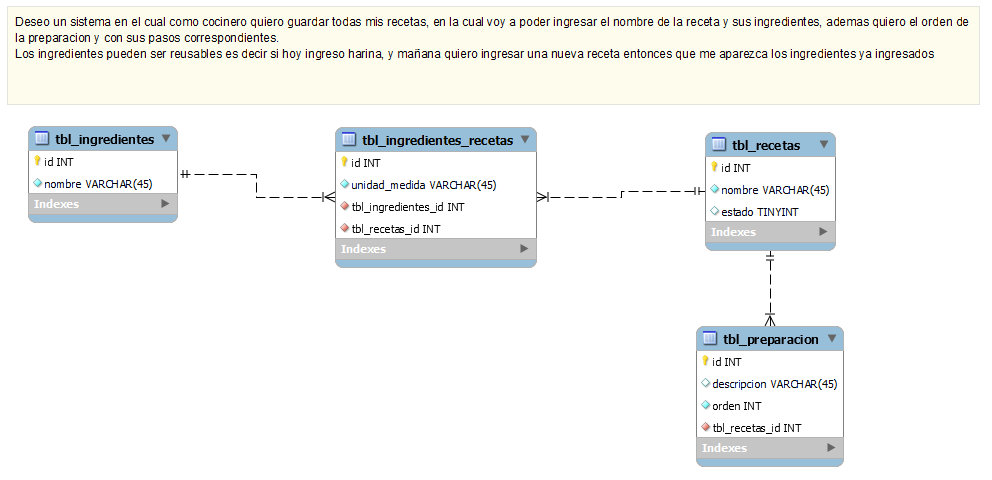 Deseo un sistema en el cual como cocinero quiero guardar todas mis recetas, en la cual voy a poder ingresar el nombre de la receta y sus ingredientes, ademas quiero el orden de
la preparacion y con sus pasos correspondientes.
Los ingredientes pueden ser reusables es decir si hoy ingreso harina, y mañana quiero ingresar una nueva receta entonces que me aparezca los ingredientes ya ingresados
tbl_ingredientes
id INT
nombre VARCHAR(45)
Indexes
tbl_ingredientes_recetas
id INT
unidad_medida VARCHAR(45)
tbl_ingredientes_id INT
tbl_recetas_id INT
Indexes
tbl_recetas
id INT
nombre VARCHAR(45)
estado TINYINT
Indexes
tbl_preparacion
id INT
descripcion VARCHAR(45)
orden INT
tbl_recetas_id INT
Indexes